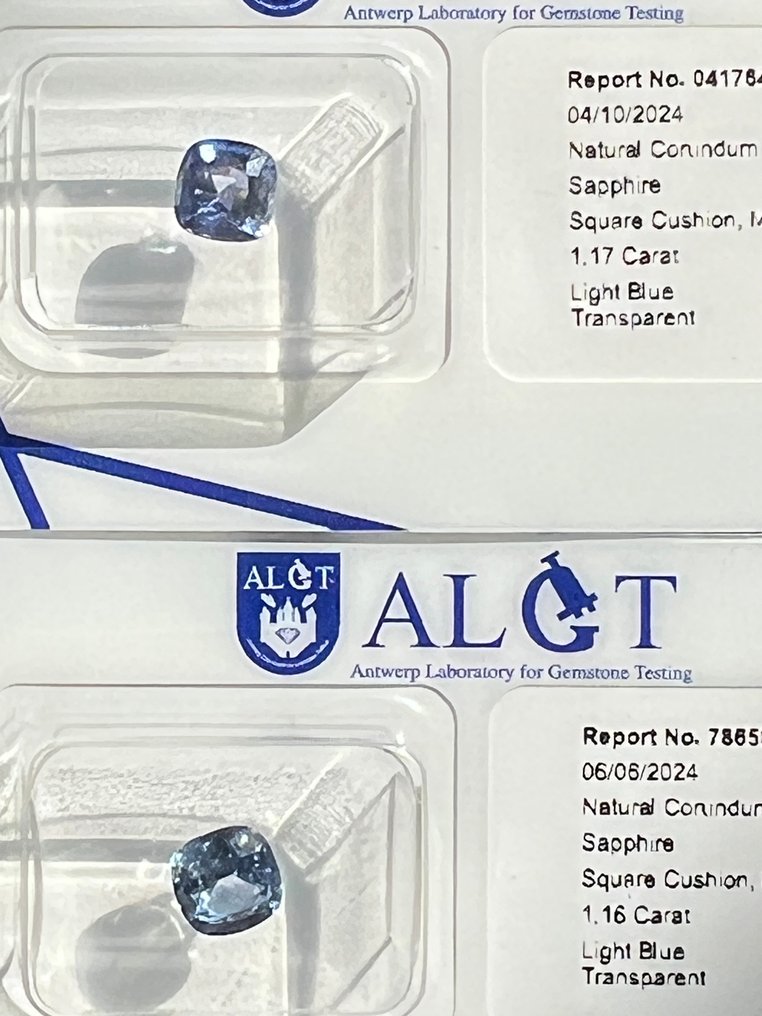 Antwerp Laboratory for Gemstone Testing
Report No. 041784
04/10/2024
Natural Corundum
Sapphire
Square Cushion,
1.17 Carat
Light Blue
Transparent
ALGT
ALGT
Antwerp Laboratory for Gemstone Testing
Report No. 7865
06/06/2024
Natural Corundum
Sapphire
Square Cushion,
1.16 Carat
Light Blue
Transparent